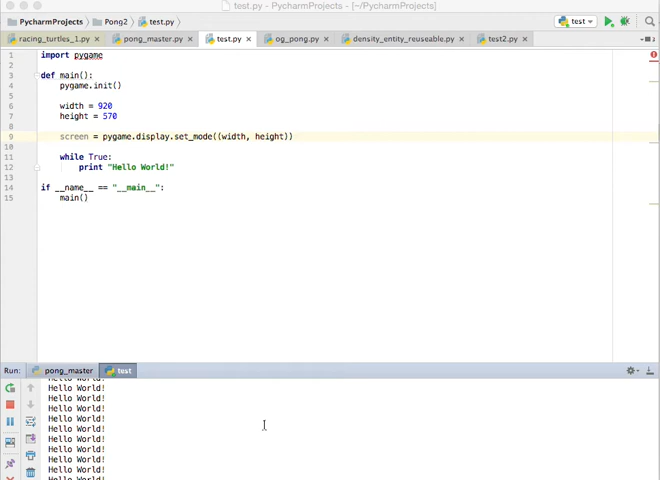 test.py - PycharmProjects - [~/PycharmProjects]
PycharmProjects Pong2 test.py test
racing_turtles_1.py pong_master.py test.py og_pong.py density_entity_reuseable.py test2.py
1 import pygame
2
3 def main():
4 pygame.init()
5
6 width = 920
7 height = 570
8
9 screen = pygame.display.set_mode((width, height))
10
11 while True:
12 print "Hello World!"
13
14 if __name__ == "__main__":
15 main()
Run: pong_master test
Hello World!
Hello World!
Hello World!
Hello World!
Hello World!
Hello World!
Hello World!
Hello World!
Hello World!
Hello World!
Hello World!